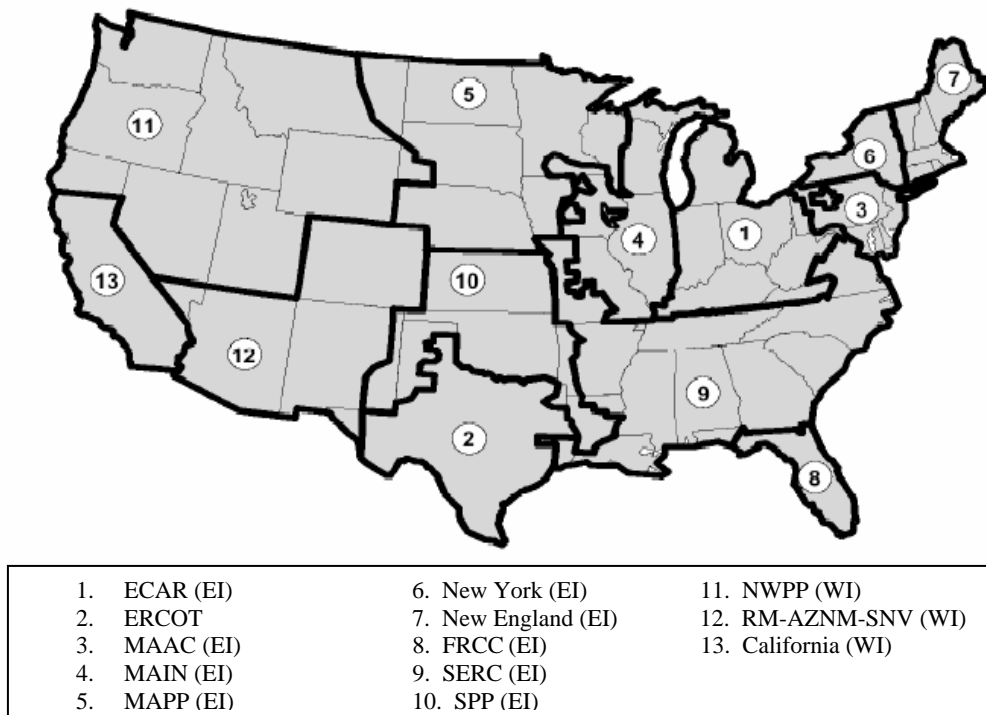 5
7
11
6
3
1
4
13
10
12
9
2
8
1. ECAR (EI)
2. ERCOT
3. MAAC (EI)
4. MAIN (EI)
5. MAPP (EI)
6. New York (EI)
7. New England (EI)
8. FRCC (EI)
9. SERC (EI)
10. SPP (EI)
11. NWPP (WI)
12. RM-AZNM-SNV (WI)
13. California (WI)